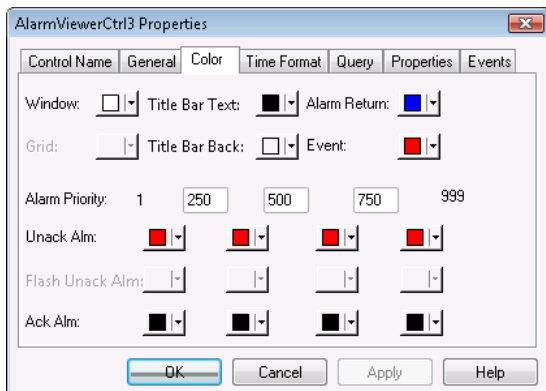 AlarmViewerCtrl3 Properties
Control Name General Color Time Format Query Properties Events
Window: Title Bar Text: Alarm Return:
Grid: Title Bar Back: Event:
Alarm Priority: 1 250 500 750 999
Unack Alm:
Flash Unack Alm:
Ack Alm:
OK Cancel Apply Help